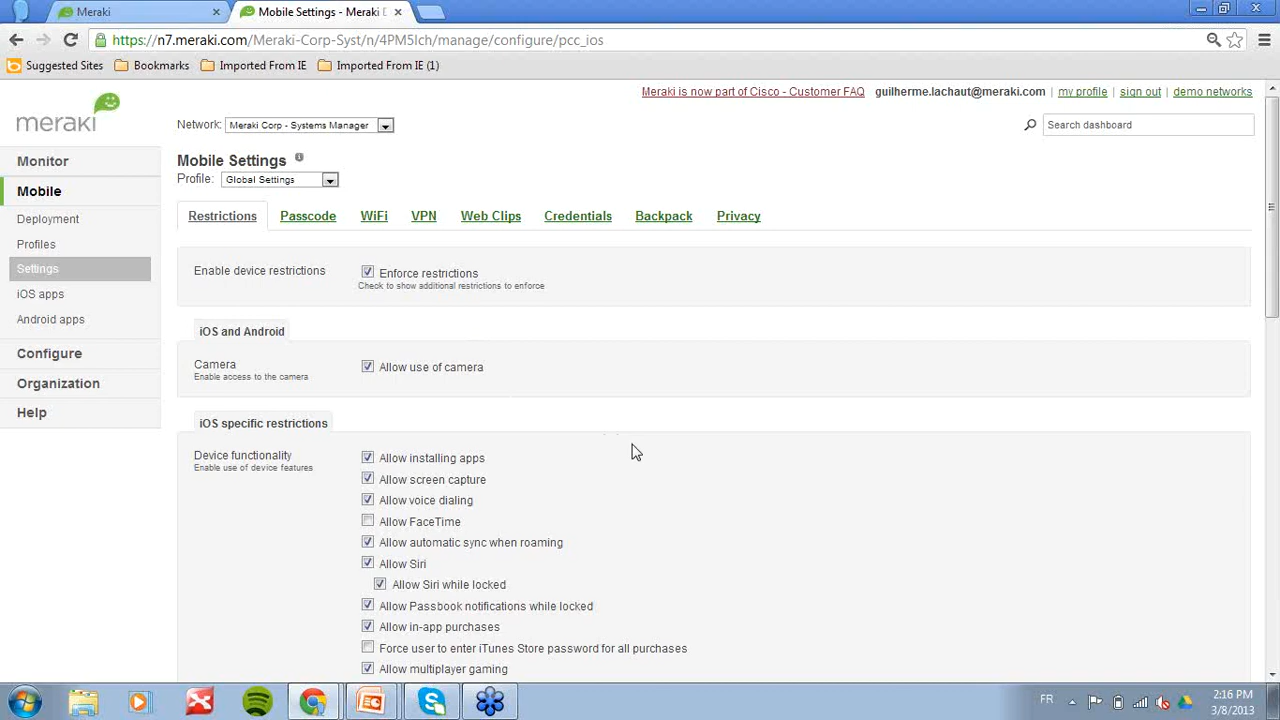 Meraki
Mobile Settings - Meraki
https://n7.meraki.com/Meraki-Corp-Syst/n/4PM5Ich/manage/configure/pcc_ios
Suggested Sites Bookmarks Imported From IE Imported From IE (1)
Meraki is now part of Cisco - Customer FAQ guilherme.lachaut@meraki.com | my profile | sign out | demo networks
meraki
Network: Meraki Corp - Systems Manager
Search dashboard
Monitor
Mobile
Deployment
Profiles
Settings
iOS apps
Android apps
Configure
Organization
Help
Mobile Settings
Profile: Global Settings
Restrictions Passcode WiFi VPN Web Clips Credentials Backpack Privacy
Enable device restrictions
Enforce restrictions
Check to show additional restrictions to enforce
iOS and Android
Camera
Enable access to the camera
Allow use of camera
iOS specific restrictions
Device functionality
Enable use of device features
Allow installing apps
Allow screen capture
Allow voice dialing
Allow FaceTime
Allow automatic sync when roaming
Allow Siri
Allow Siri while locked
Allow Passbook notifications while locked
Allow in-app purchases
Force user to enter iTunes Store password for all purchases
Allow multiplayer gaming
FR
2:16 PM
3/8/2013